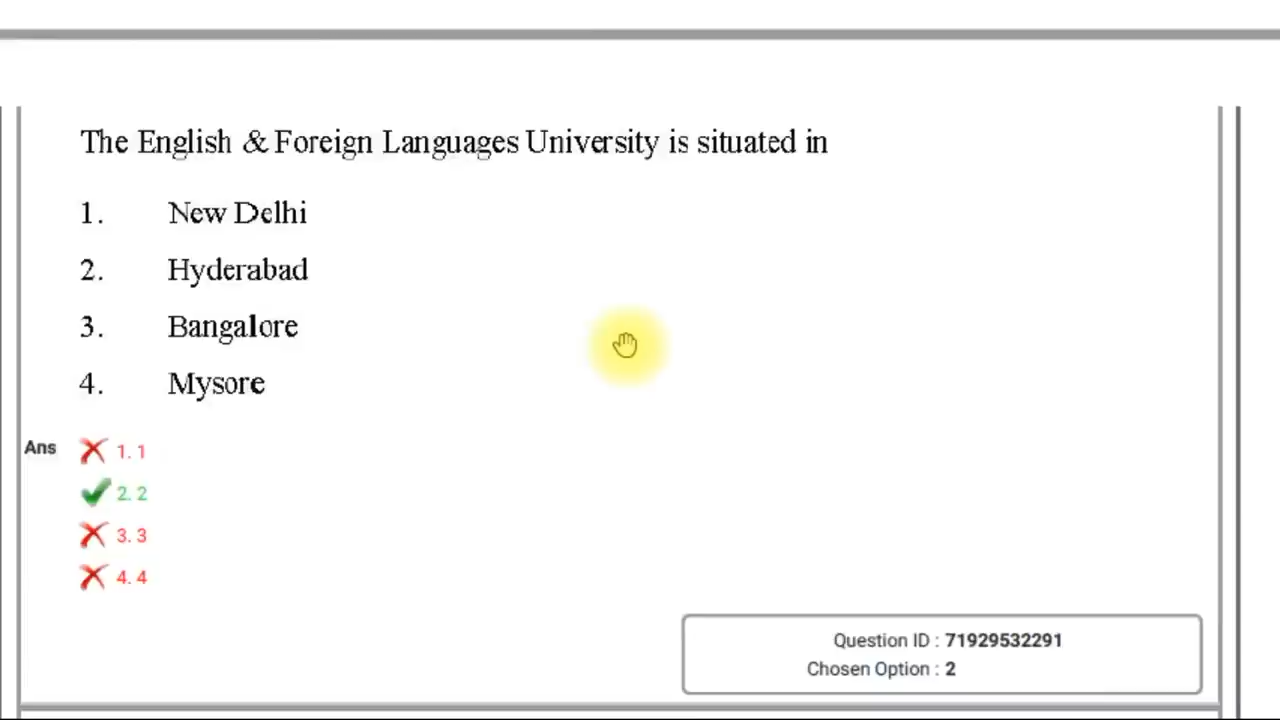 The English & Foreign Languages University is situated in
1. New Delhi
2. Hyderabad
3. Bangalore
4. Mysore
Ans 1. 1
2. 2
3. 3
4. 4
Question ID : 71929532291
Chosen Option : 2